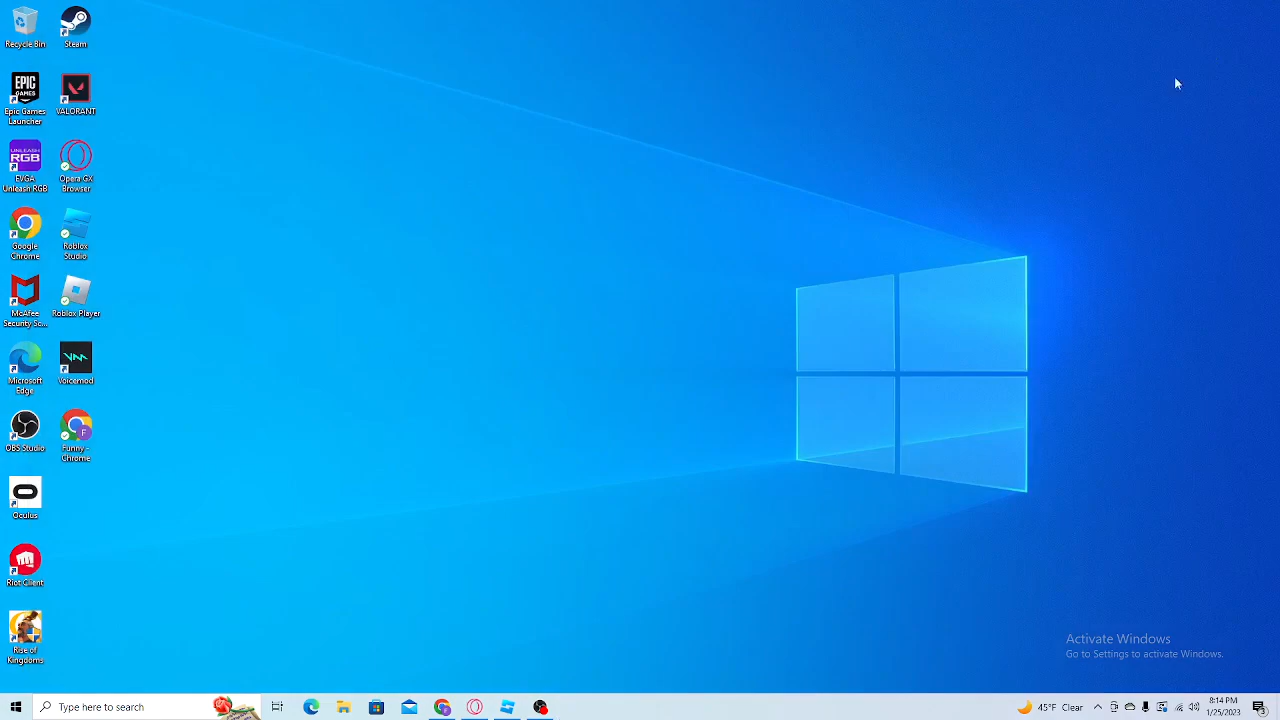 Recycle Bin
Steam
EPIC
GAMES
Epic Games
Launcher
VALORANT
UNLEASH
RGB
EVGA
Unleash RGB
Opera GX
Browser
Google
Chrome
Roblox
Studio
McAfee
Security Sc...
Roblox Player
Microsoft
Edge
Voicemod
OBS Studio
F
Funny -
Chrome
Oculus
Riot Client
Rise of
Kingdoms
Activate Windows
Go to Settings to activate Windows.
Type here to search
45°F Clear
8:14 PM
1/25/2023